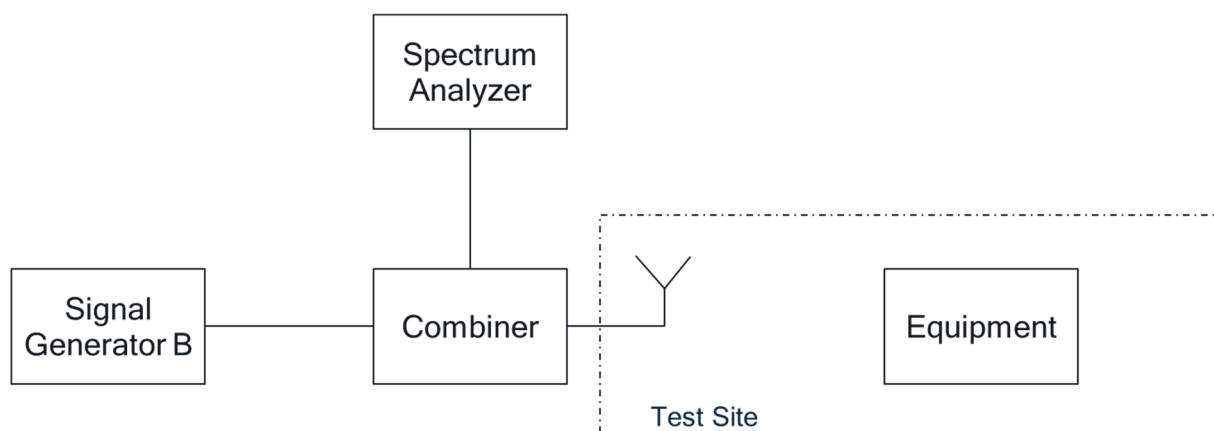 Spectrum
Analyzer
Signal
Generator B
Combiner
Equipment
Test Site